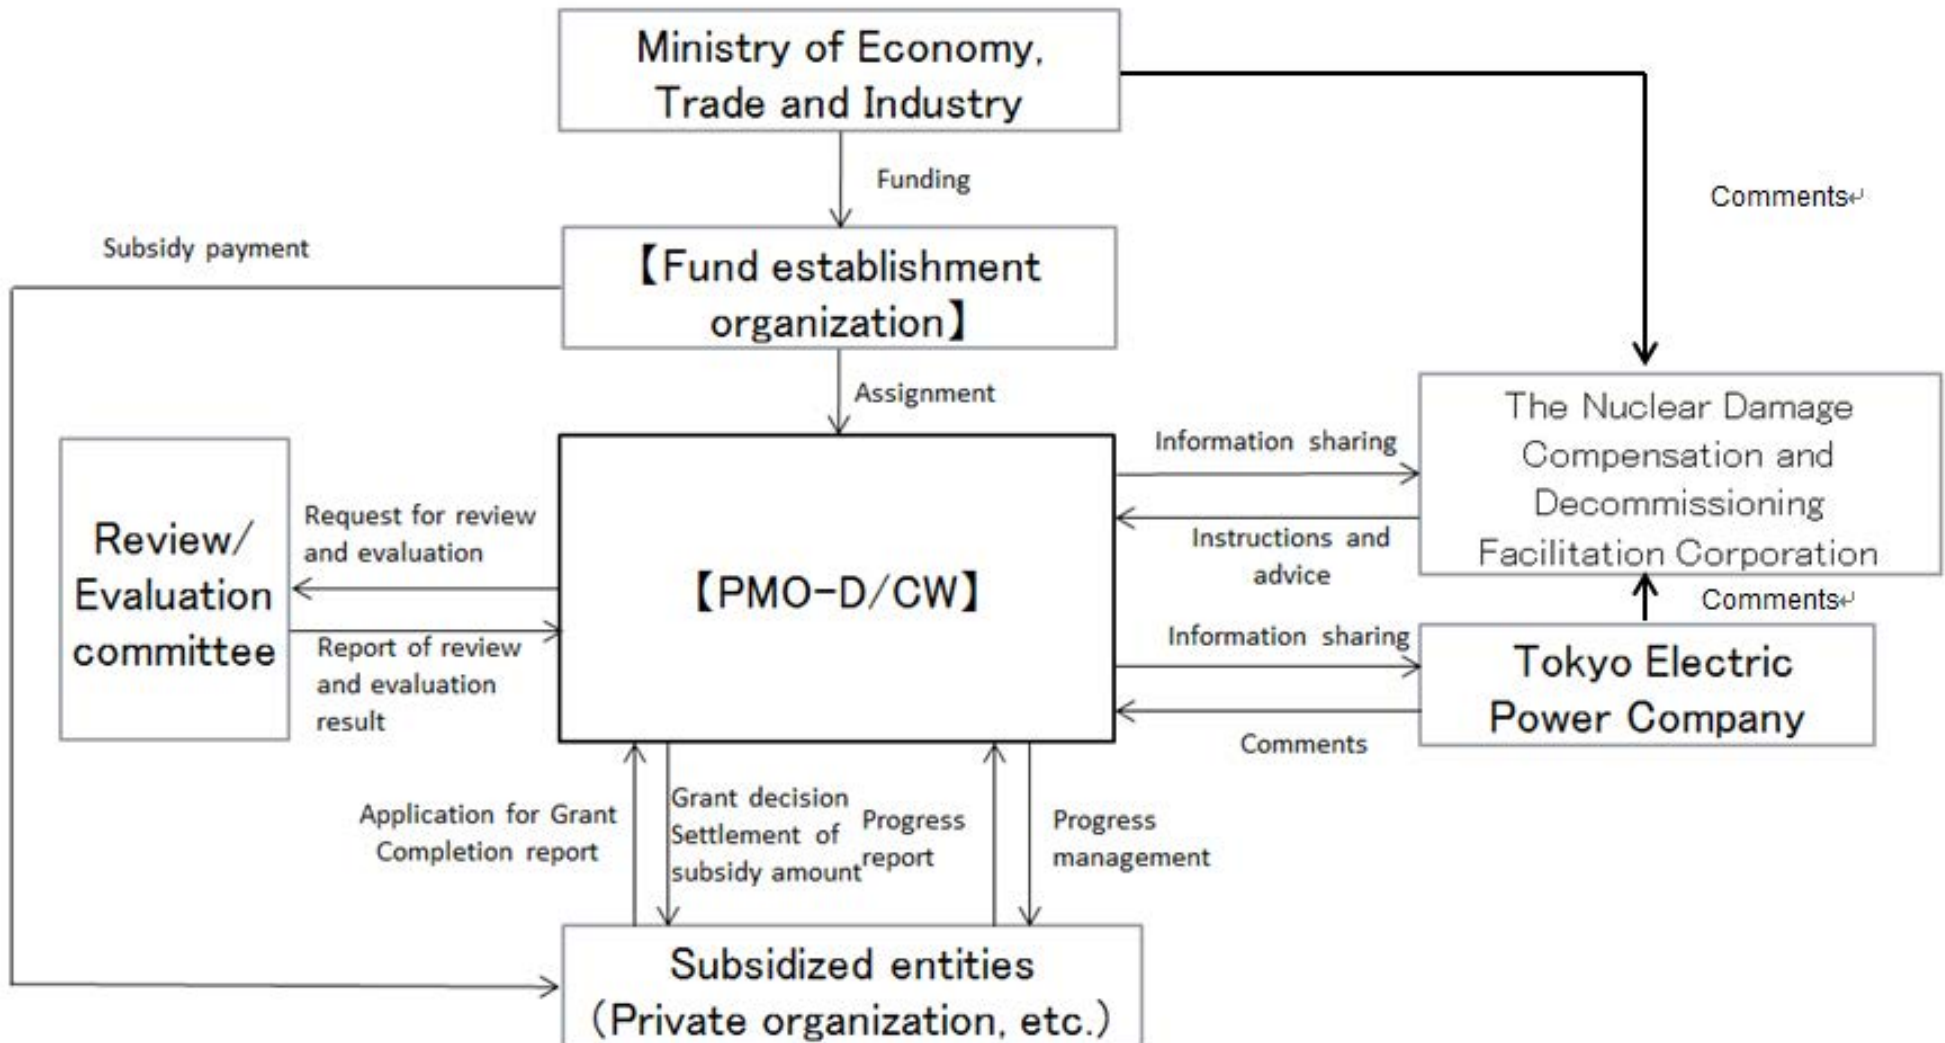 Ministry of Economy,
Trade and Industry
Funding
Comments↵
Subsidy payment
【Fund establishment
organization】
Assignment
The Nuclear Damage
Compensation and
Decommissioning
Facilitation Corporation
Information sharing
Instructions and
advice
Comments↵
Review/
Evaluation
committee
Request for review
and evaluation
Report of review
and evaluation
result
【PMO-D/CW】
Information sharing
Comments
Tokyo Electric
Power Company
Application for Grant
Completion report
Grant decision
Settlement of
subsidy amount
Progress
report
Progress
management
Subsidized entities
(Private organization, etc.)